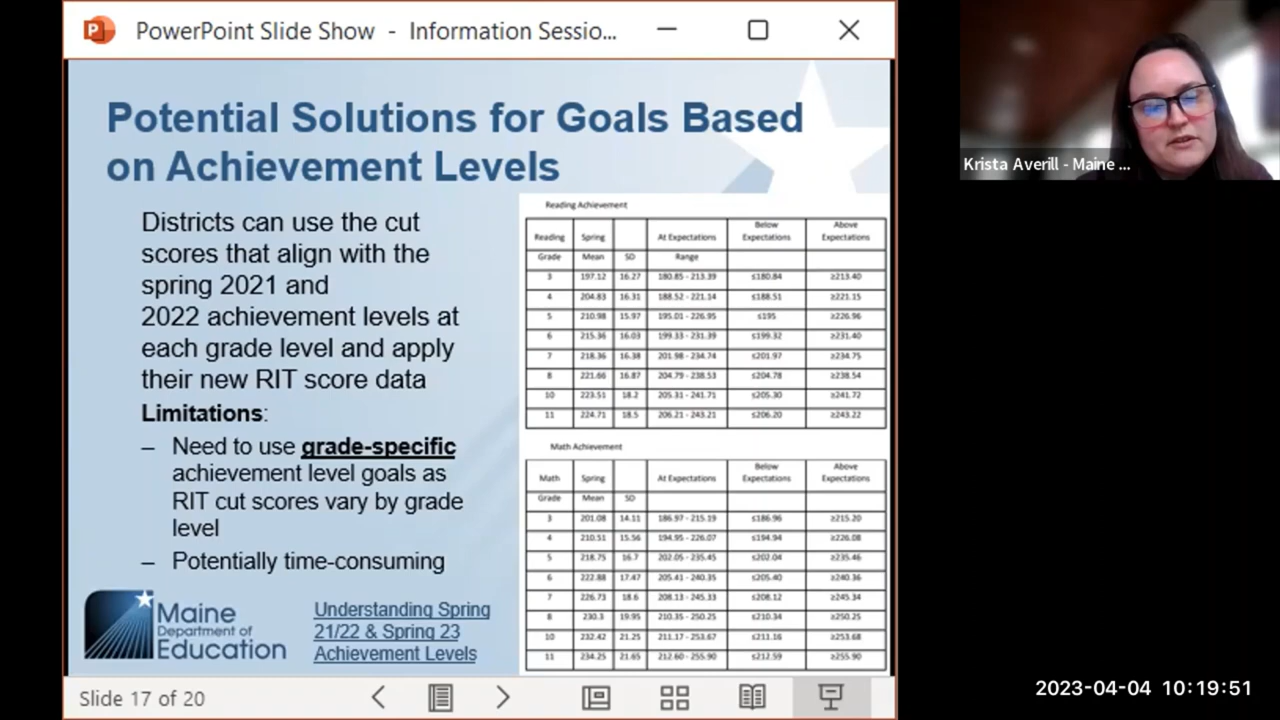 PowerPoint Slide Show - Information Sessio...
Potential Solutions for Goals Based
on Achievement Levels
Districts can use the cut
scores that align with the
spring 2021 and
2022 achievement levels at
each grade level and apply
their new RIT score data
Limitations:
– Need to use grade-specific
achievement level goals as
RIT cut scores vary by grade
level
– Potentially time-consuming
Maine
Department of
Education
Understanding Spring
21/22 & Spring 23
Achievement Levels
Reading Achievement
Reading Spring At Expectations Below Expectations Above Expectations
Grade Mean SD Range
3 197.12 16.27 180.85 - 213.39 ≤180.84 ≥213.40
4 204.83 16.31 188.52 - 221.14 ≤188.51 ≥221.15
5 210.98 15.97 195.01 - 226.95 ≤195 ≥226.96
6 215.36 16.03 199.33 - 231.39 ≤199.32 ≥231.40
7 218.36 16.38 201.98 - 234.74 ≤201.97 ≥234.75
8 221.66 16.87 204.79 - 238.53 ≤204.78 ≥238.54
10 223.51 18.2 205.31 - 241.71 ≤205.30 ≥241.72
11 224.71 18.5 206.21 - 243.21 ≤206.20 ≥243.22
Math Achievement
Math Spring At Expectations Below Expectations Above Expectations
Grade Mean SD
3 201.08 14.11 186.97 - 215.19 ≤186.96 ≥215.20
4 210.51 15.56 194.95 - 226.07 ≤194.94 ≥226.08
5 218.75 16.7 202.05 - 235.45 ≤202.04 ≥235.46
6 222.88 17.47 205.41 - 240.35 ≤205.40 ≥240.36
7 226.73 18.6 208.13 - 245.33 ≤208.12 ≥245.34
8 230.3 19.95 210.35 - 250.25 ≤210.34 ≥250.25
10 232.42 21.25 211.17 - 253.67 ≤211.16 ≥253.68
11 234.25 21.65 212.60 - 255.90 ≤212.59 ≥255.90
Slide 17 of 20
Krista Averill - Maine ...
2023-04-04 10:19:51